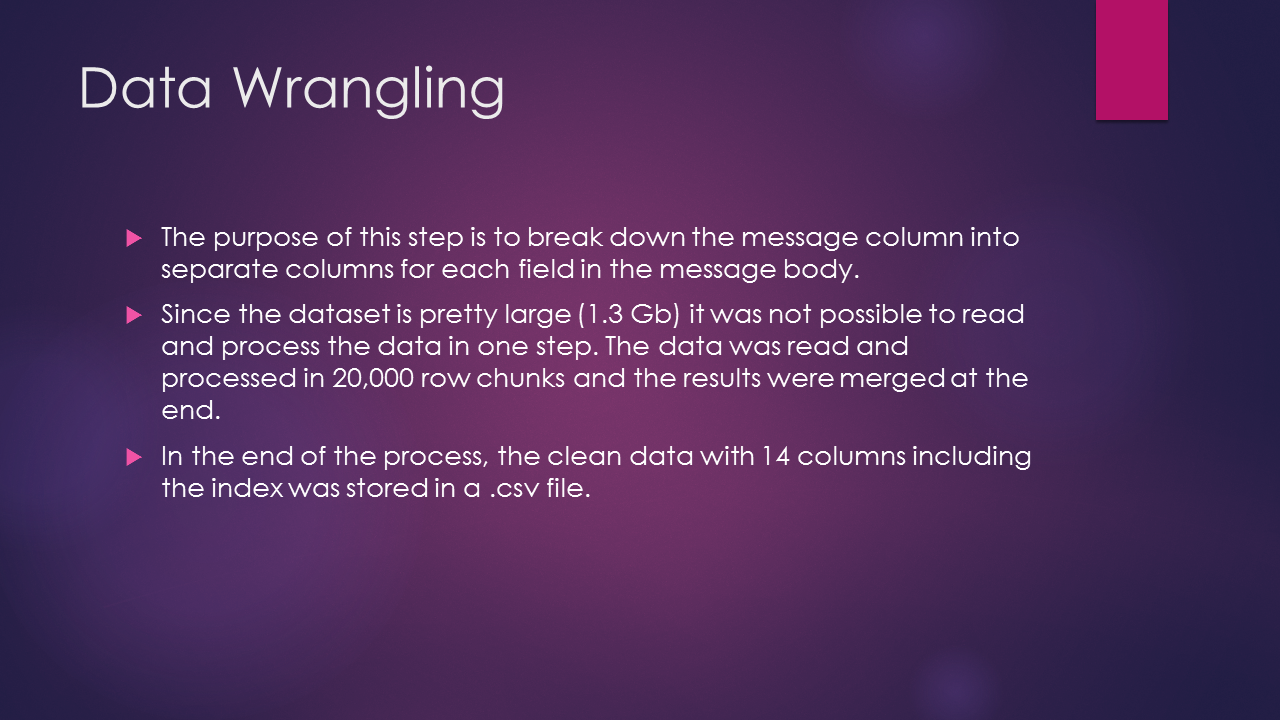 Data Wrangling
The purpose of this step is to break down the message column into
separate columns for each field in the message body.
Since the dataset is pretty large (1.3 Gb) it was not possible to read
and process the data in one step. The data was read and
processed in 20,000 row chunks and the results were merged at the
end.
In the end of the process, the clean data with 14 columns including
the index was stored in a .csv file.